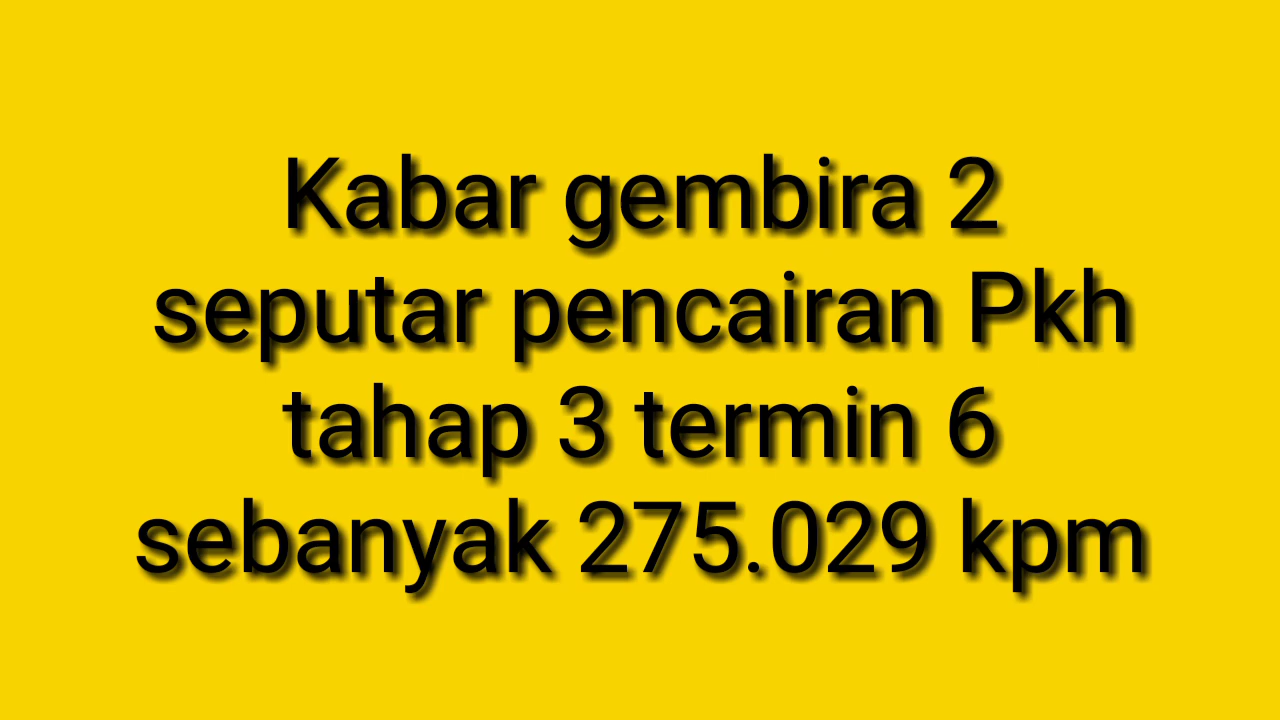 Kabar gembira 2
seputar pencairan Pkh
tahap 3 termin 6
sebanyak 275.029 kpm